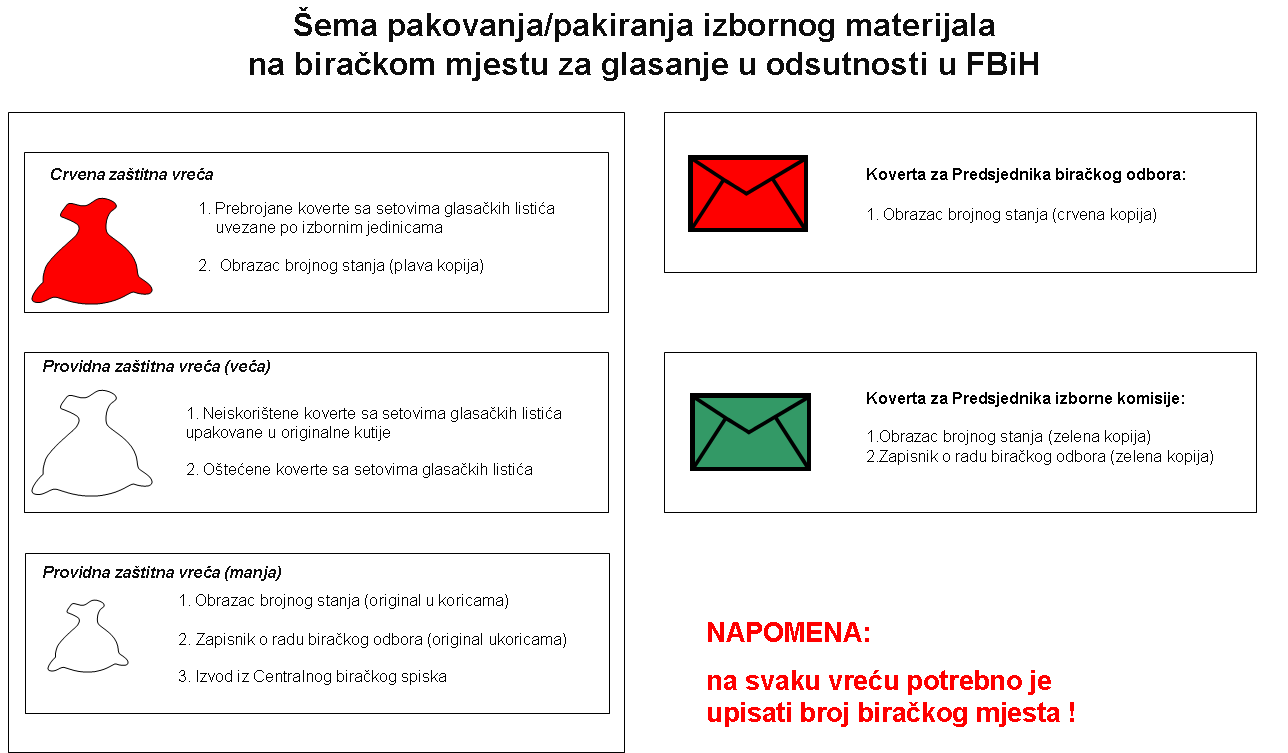 Šema pakovanja/pakiranja izbornog materijala
na biračkom mjestu za glasanje u odsutnosti u FBiH
Crvena zaštitna vreća
1. Prebrojane koverte sa setovima glasačkih listića
uvezane po izbornim jedinicama
2. Obrazac brojnog stanja (plava kopija)
Providna zaštitna vreća (veća)
1. Neiskorištene koverte sa setovima glasačkih listića
upakovane u originalne kutije
2. Oštećene koverte sa setovima glasačkih listića
Providna zaštitna vreća (manja)
1. Obrazac brojnog stanja (original u koricama)
2. Zapisnik o radu biračkog odbora (original ukoricama)
3. Izvod iz Centralnog biračkog spiska
Koverta za Predsjednika biračkog odbora:
1. Obrazac brojnog stanja (crvena kopija)
Koverta za Predsjednika izborne komisije:
1.Obrazac brojnog stanja (zelena kopija)
2.Zapisnik o radu biračkog odbora (zelena kopija)
NAPOMENA:
na svaku vreću potrebno je
upisati broj biračkog mjesta !